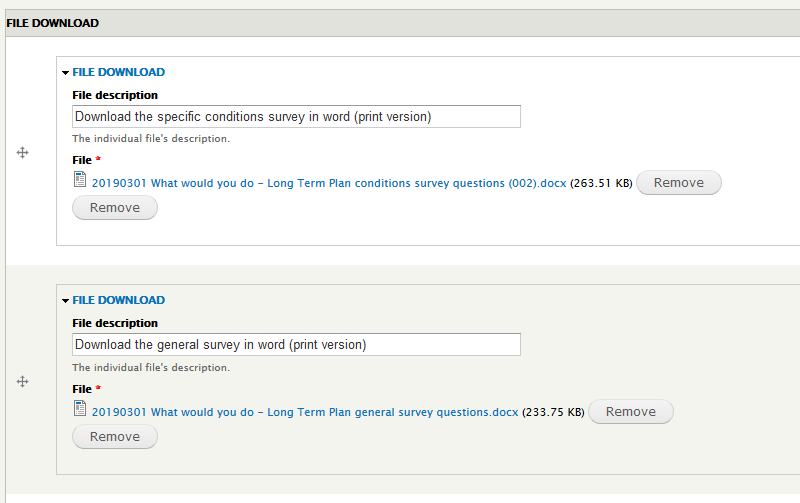 FILE DOWNLOAD
FILE DOWNLOAD
File description
Download the specific conditions survey in word (print version)
The individual file's description.
File *
20190301 What would you do – Long Term Plan conditions survey questions (002).docx (263.51 KB) Remove
Remove
FILE DOWNLOAD
File description
Download the general survey in word (print version)
The individual file's description.
File *
20190301 What would you do – Long Term Plan general survey questions.docx (233.75 KB) Remove
Remove